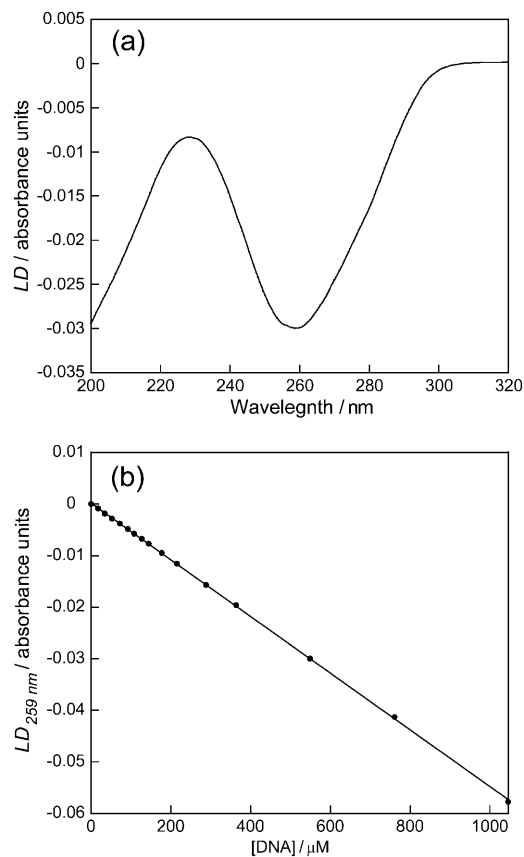 (a)
LD / absorbance units
0.005
0
-0.005
-0.01
-0.015
-0.02
-0.025
-0.03
-0.035
200 220 240 260 280 300 320
Wavelegnth / nm
(b)
LD259 nm / absorbance units
0.01
0
-0.01
-0.02
-0.03
-0.04
-0.05
-0.06
0 200 400 600 800 1000
[DNA] / µM